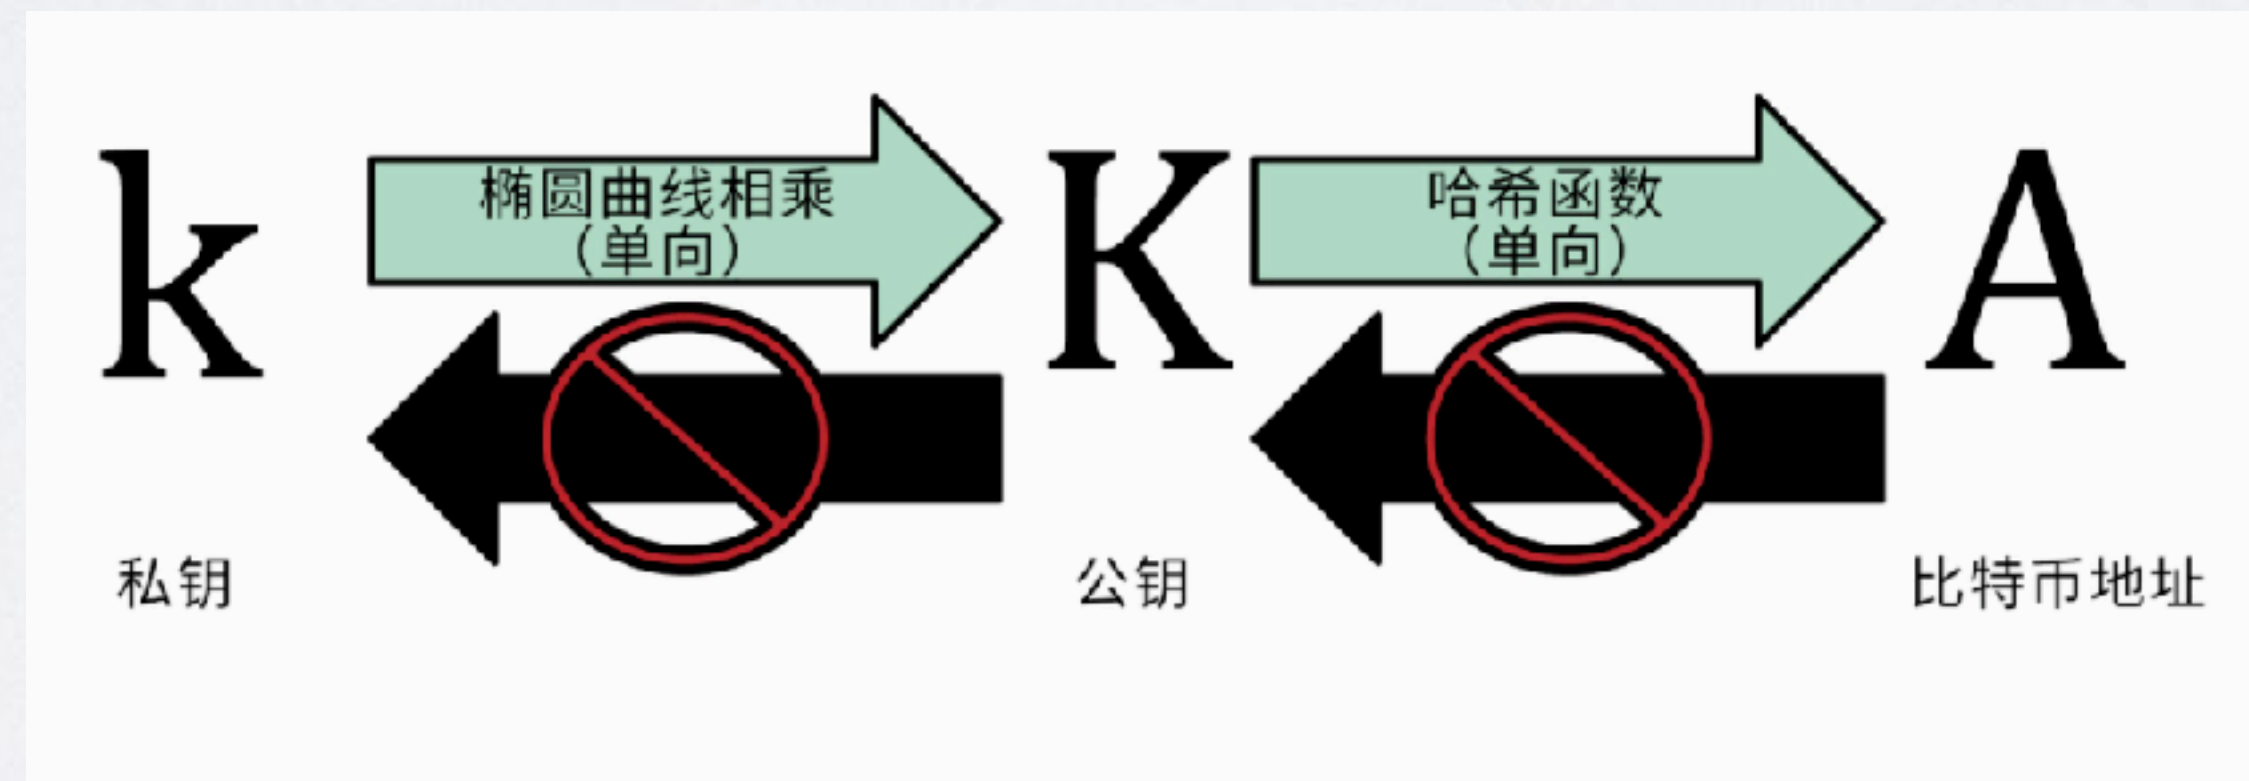 k
椭圆曲线相乘
（单向）
K
哈希函数
（单向）
A
私钥
公钥
比特币地址